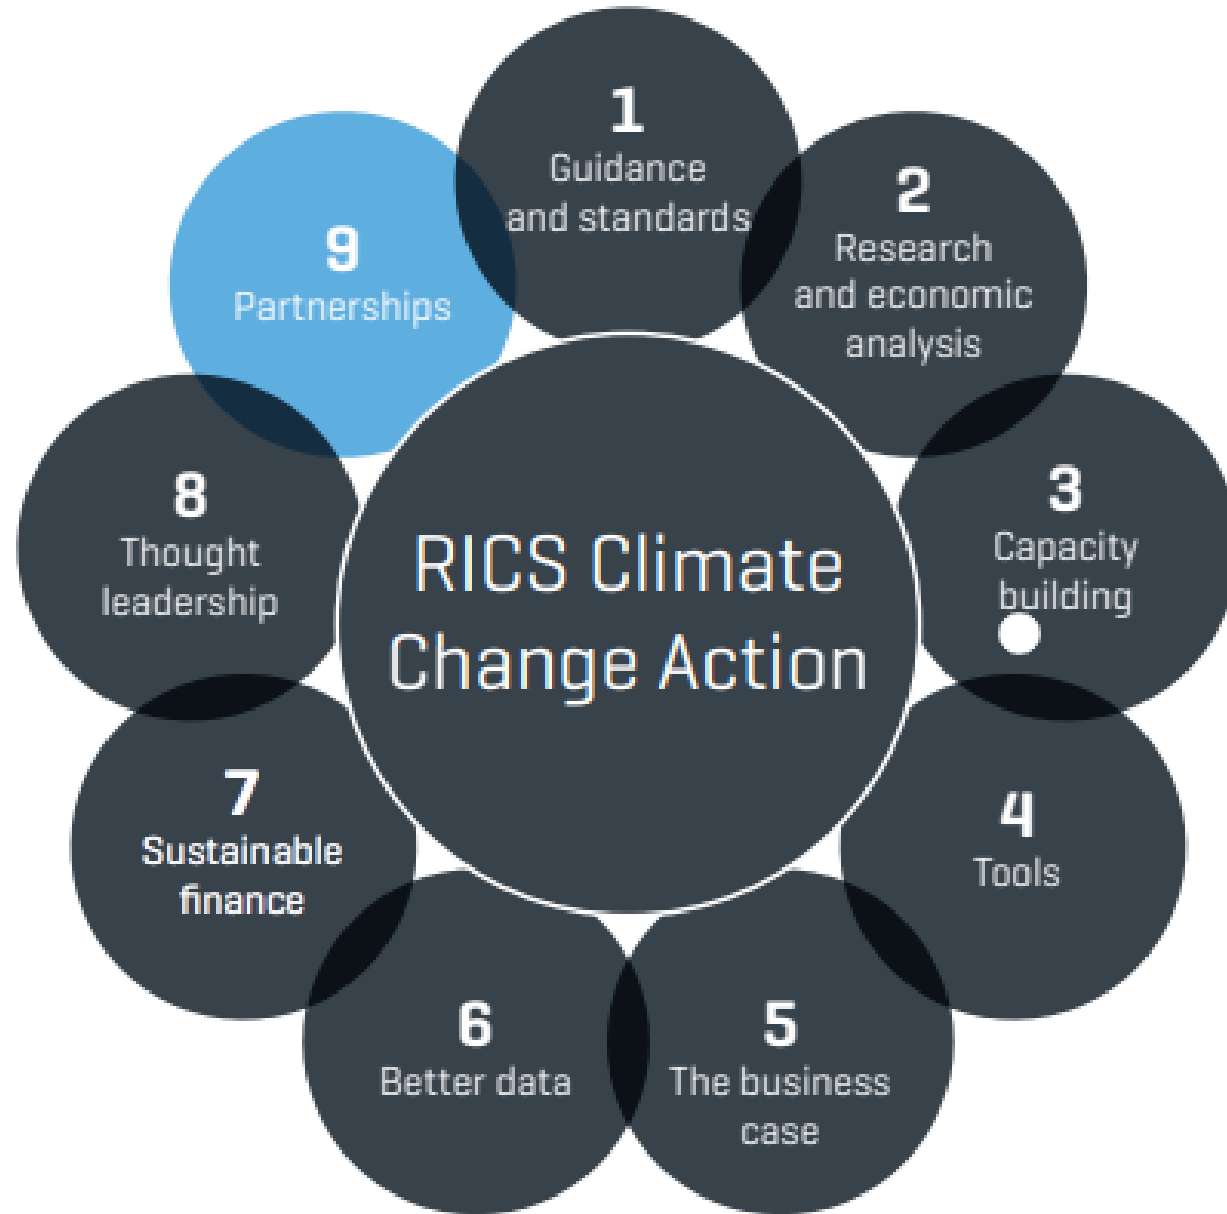 1
Guidance
and standards
2
Research
and economic
analysis
3
Capacity
building
4
Tools
5
The business
case
6
Better data
7
Sustainable
finance
8
Thought
leadership
9
Partnerships
RICS Climate
Change Action